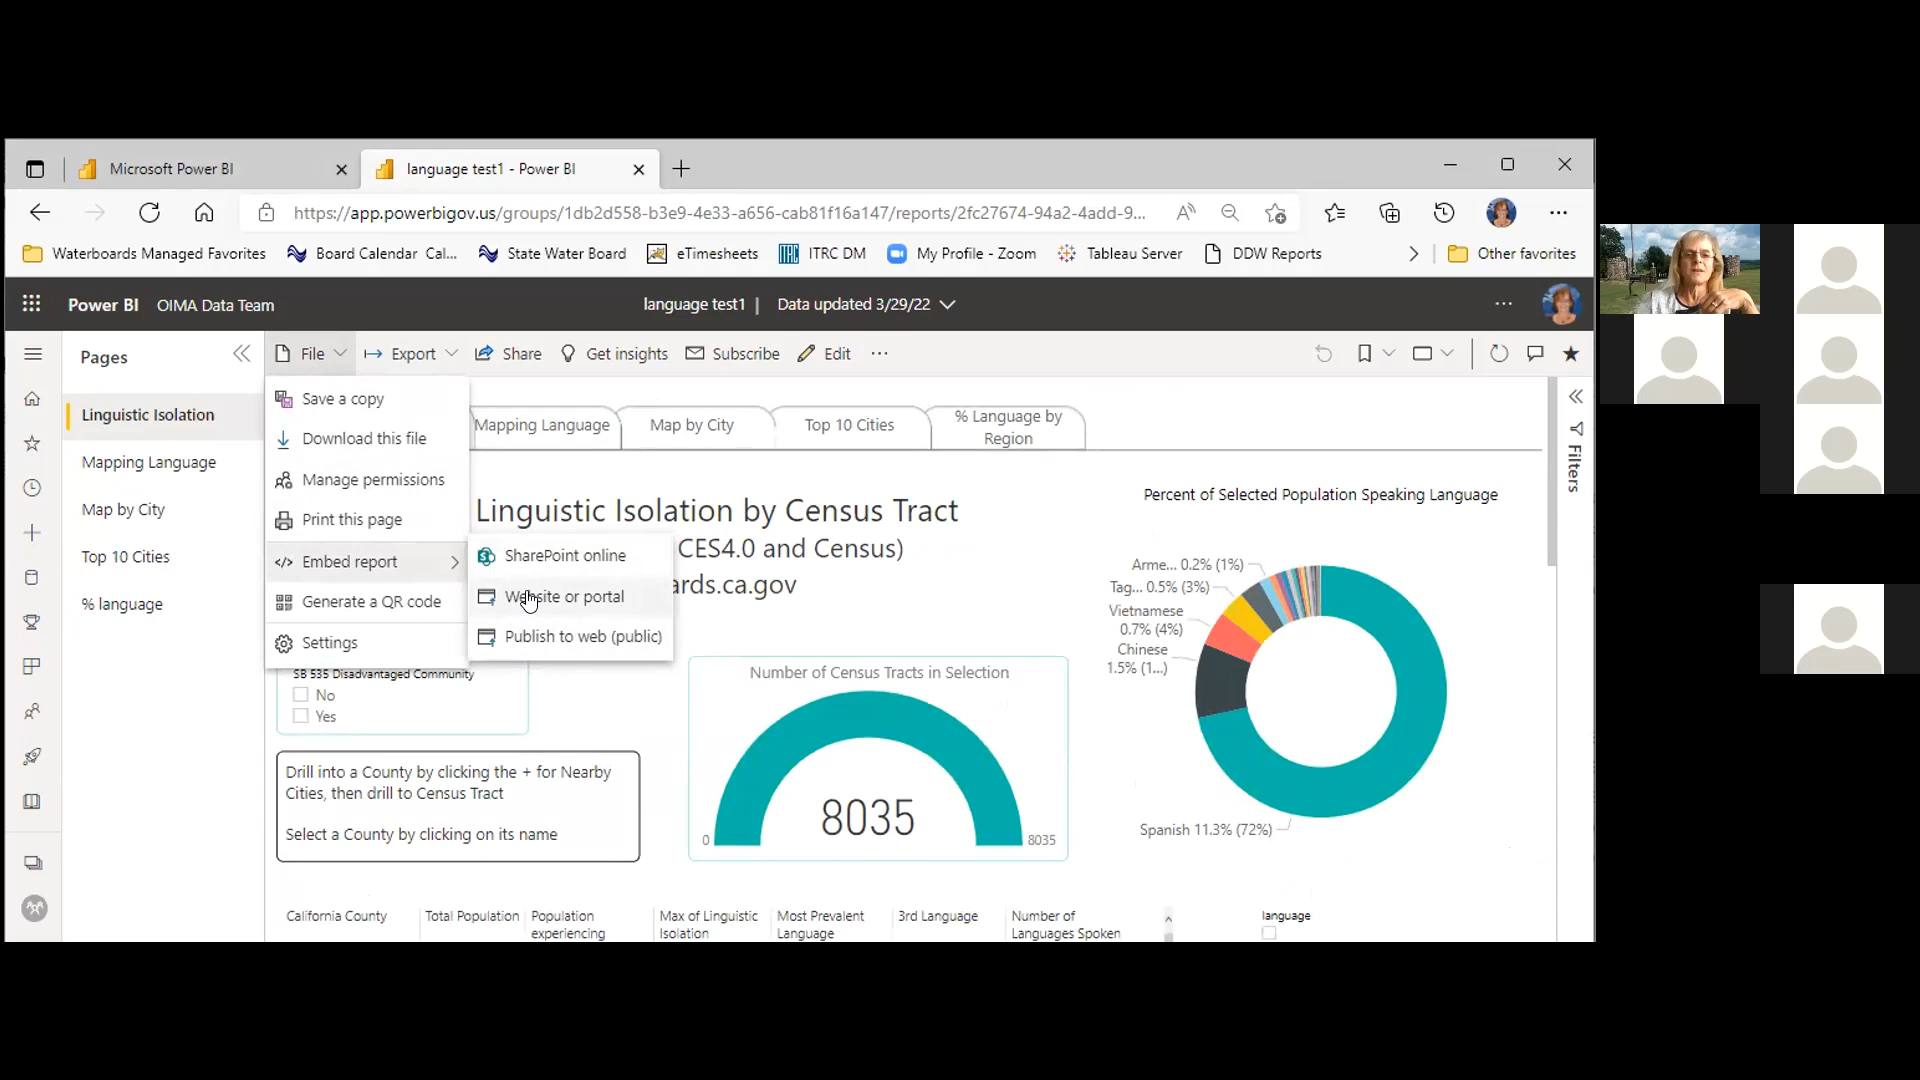 Microsoft Power BI
language test1 - Power BI
https://app.powerbigov.us/groups/1db2d558-b3e9-4e33-a656-cab81f16a147/reports/2fc27674-94a2-4add-9...
Waterboards Managed Favorites
Board Calendar Cal...
State Water Board
eTimesheets
ITRC DM
My Profile - Zoom
Tableau Server
DDW Reports
Other favorites
Power BI
OIMA Data Team
language test1 |
Data updated 3/29/22
Pages
File
Export
Share
Get insights
Subscribe
Edit
Linguistic Isolation
Mapping Language
Map by City
Top 10 Cities
% language
Save a copy
Download this file
Manage permissions
Print this page
Embed report
Generate a QR code
Settings
SharePoint online
Website or portal
Publish to web (public)
Mapping Language
Map by City
Top 10 Cities
% Language by
Region
Filters
Linguistic Isolation by Census Tract
CES4.0 and Census)
ards.ca.gov
Percent of Selected Population Speaking Language
Arme... 0.2% (1%)
Tag... 0.5% (3%)
Vietnamese
0.7% (4%)
Chinese
1.5% (1...)
Spanish 11.3% (72%)
SB 535 Disadvantaged Community
No
Yes
Drill into a County by clicking the + for Nearby
Cities, then drill to Census Tract
Select a County by clicking on its name
Number of Census Tracts in Selection
8035
0
8035
California County
Total Population
Population
experiencing
Max of Linguistic
Isolation
Most Prevalent
Language
3rd Language
Number of
Languages Spoken
language